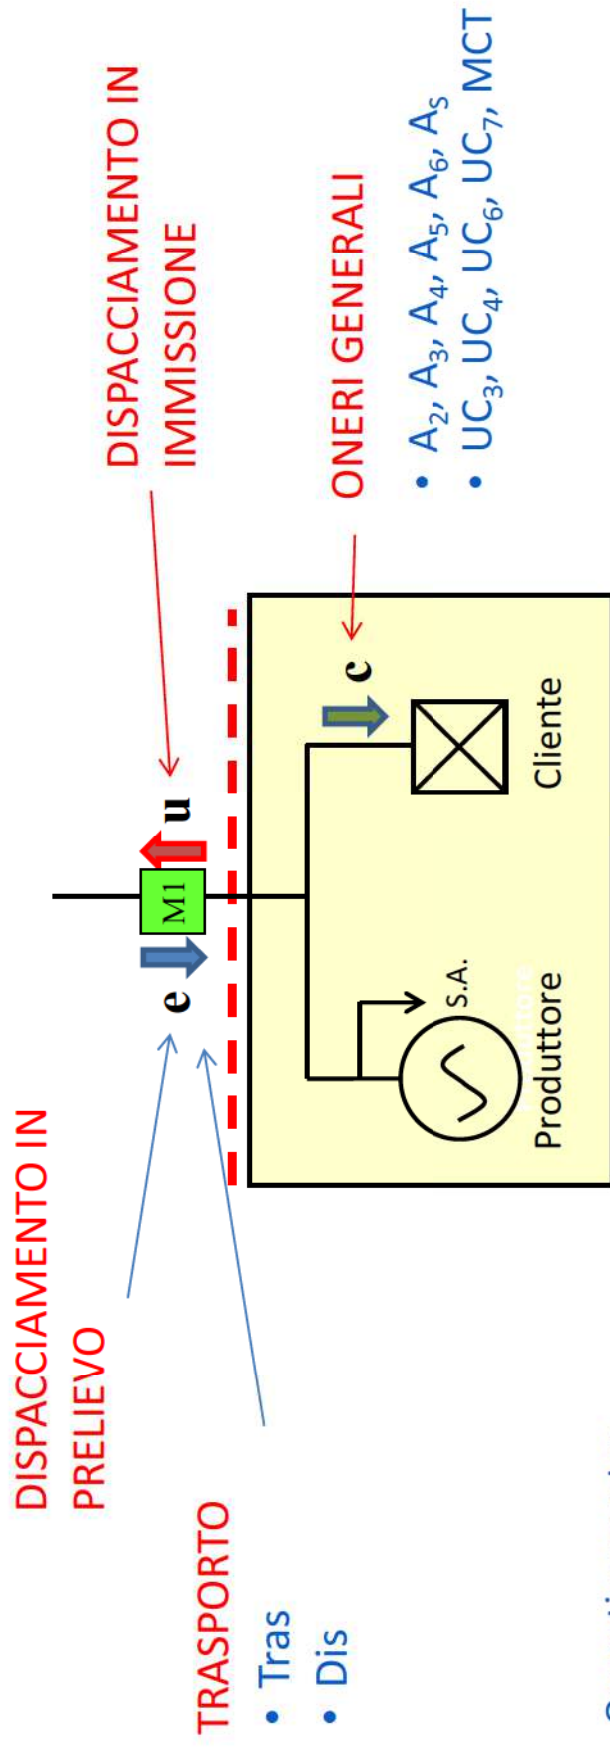 DISPACCIAMENTO IN
PRELIEVO
DISPACCIAMENTO IN
IMMISSIONE
e
M1
u
TRASPORTO
• Tras
• Dis
ONERI GENERALI
c
• A₂, A₃, A₄, A₅, A₆, Aₛ
• UC₃, UC₄, UC₆, UC₇, MCT
S.A.
Produttore
Cliente